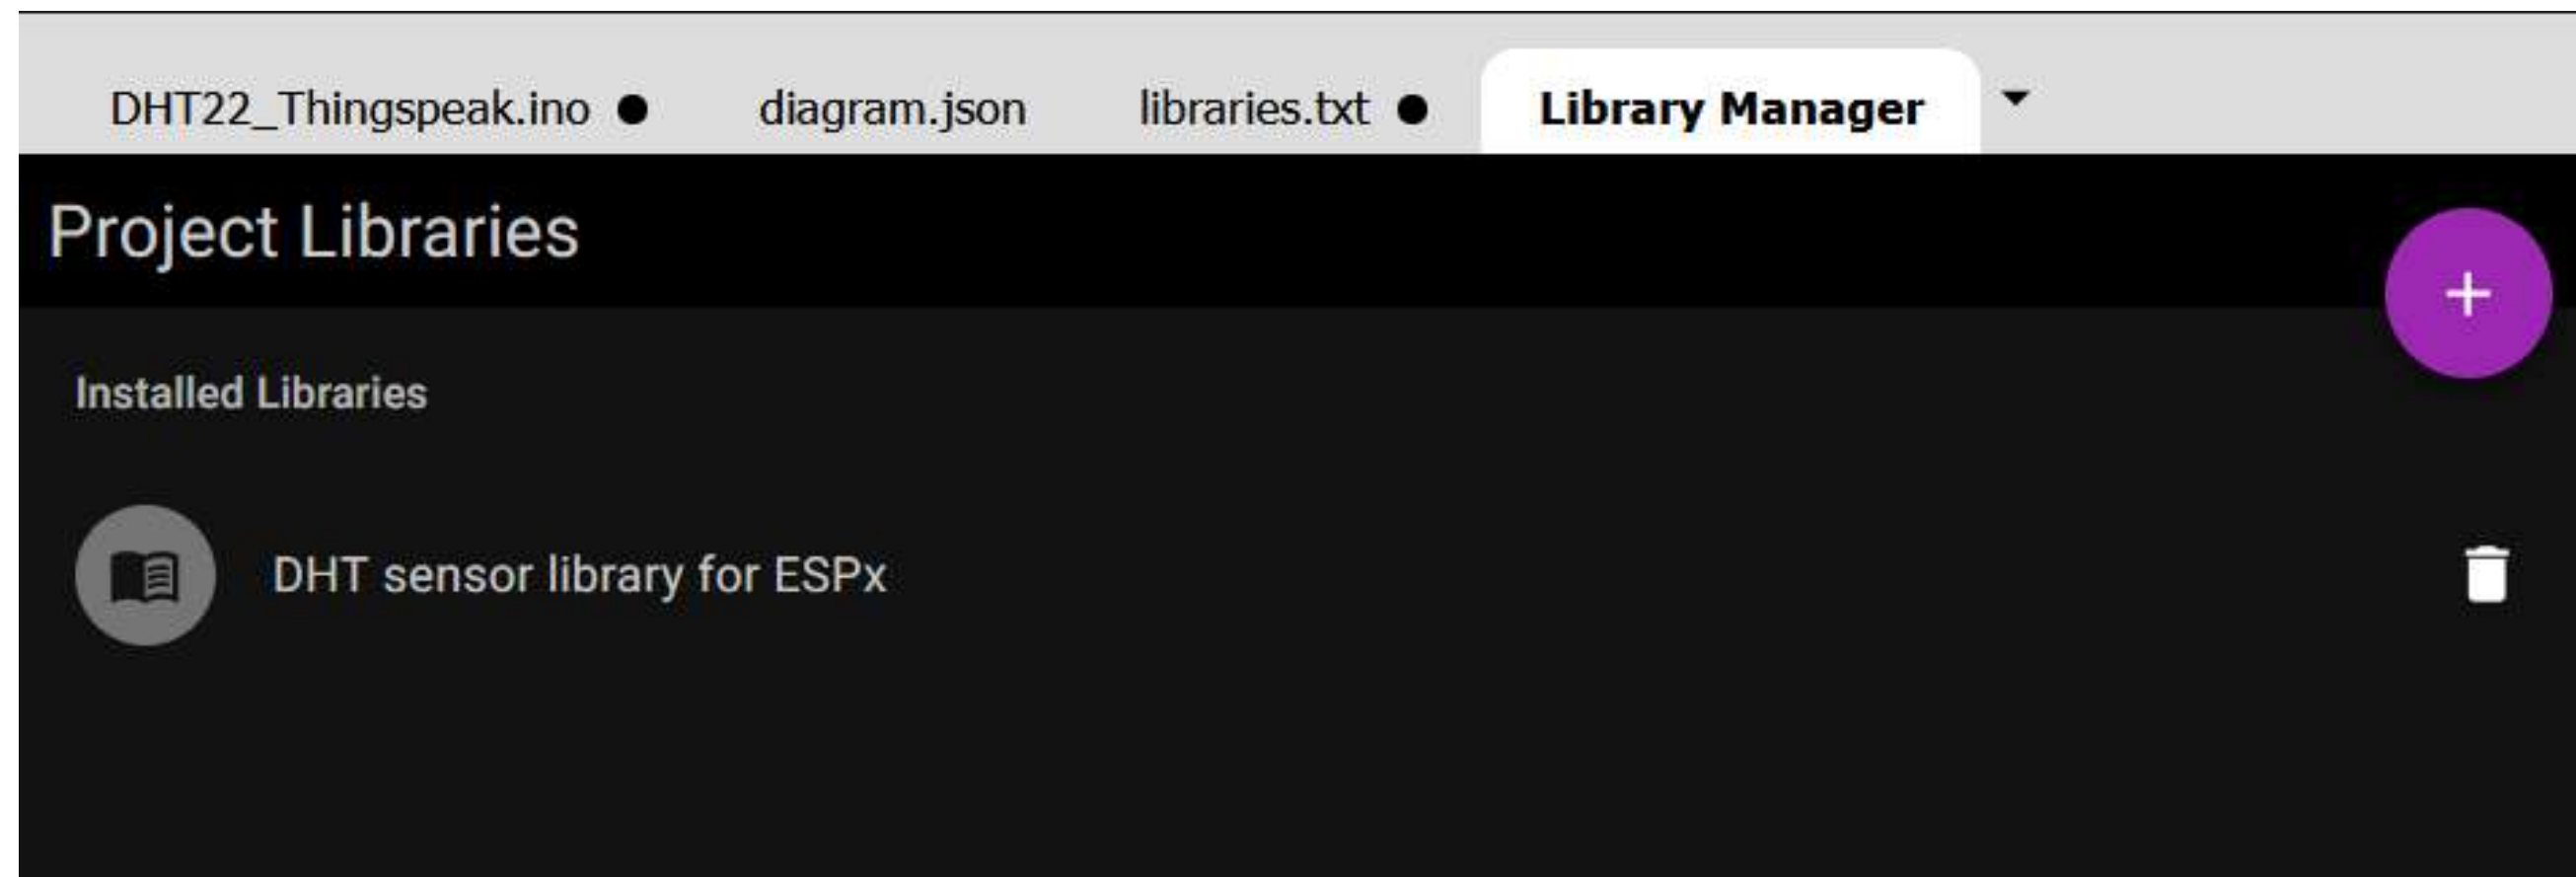 DHT22_Thingspeak.ino ● diagram.json libraries.txt ● Library Manager
Project Libraries
+
Installed Libraries
DHT sensor library for ESPx